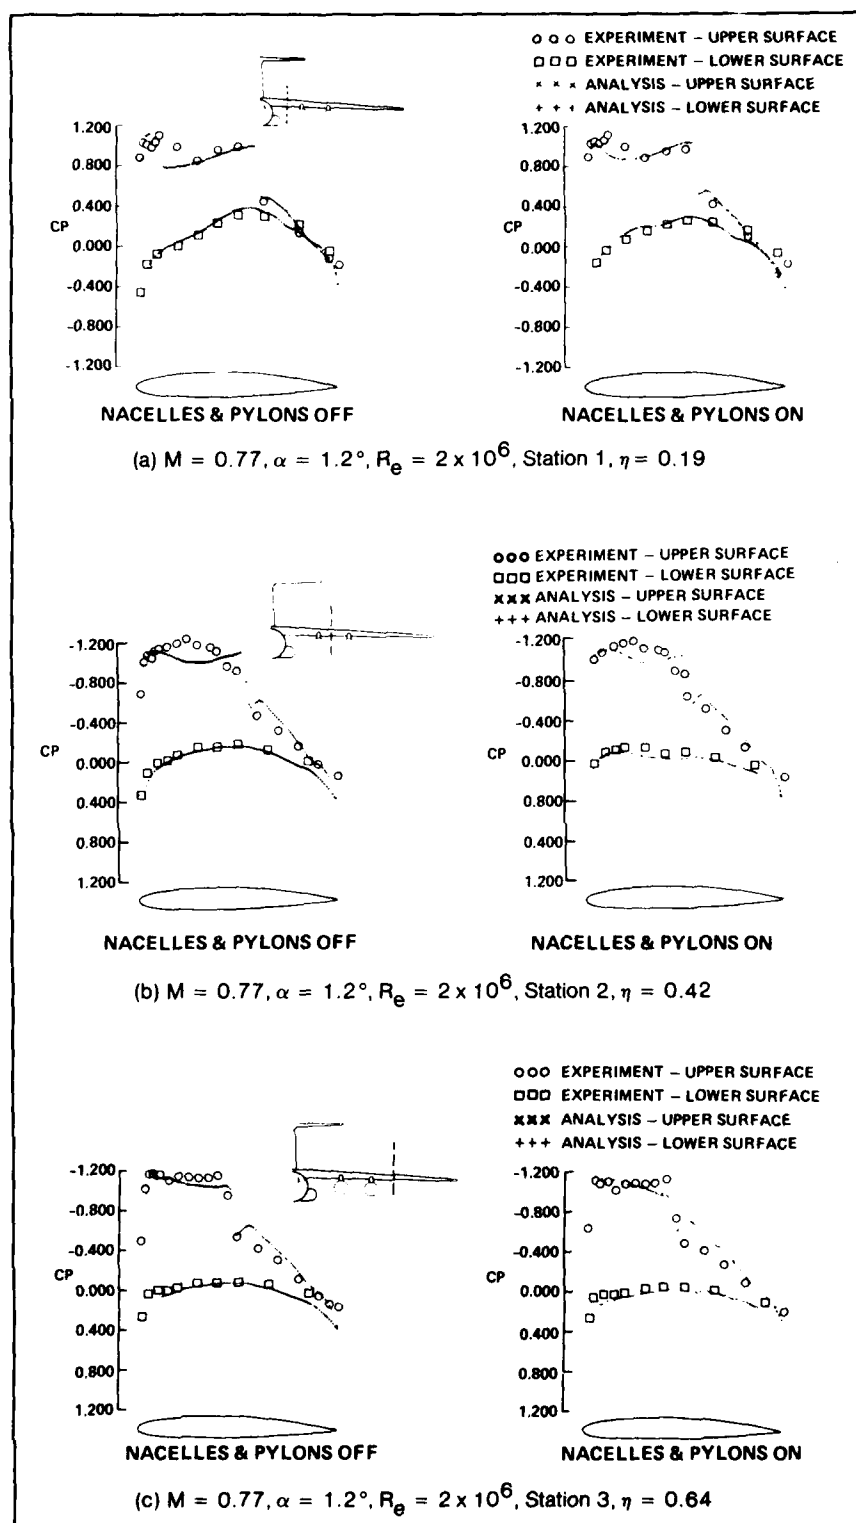 o o o EXPERIMENT – UPPER SURFACE
□ □ □ EXPERIMENT – LOWER SURFACE
× × × ANALYSIS – UPPER SURFACE
+ + + ANALYSIS – LOWER SURFACE
1.200
0.800
0.400
CP
0.000
-0.400
-0.800
-1.200
NACELLES & PYLONS OFF
1.200
0.800
0.400
CP
0.000
-0.400
-0.800
-1.200
NACELLES & PYLONS ON
(a) M = 0.77, α = 1.2°, Re = 2 x 10^6, Station 1, η = 0.19
ooo EXPERIMENT – UPPER SURFACE
□□□ EXPERIMENT – LOWER SURFACE
××× ANALYSIS – UPPER SURFACE
+++ ANALYSIS – LOWER SURFACE
-1.200
-0.800
-0.400
CP
0.000
0.400
0.800
1.200
NACELLES & PYLONS OFF
-1.200
-0.800
-0.400
CP
0.000
0.800
0.400
1.200
NACELLES & PYLONS ON
(b) M = 0.77, α = 1.2°, Re = 2 x 10^6, Station 2, η = 0.42
ooo EXPERIMENT – UPPER SURFACE
□□□ EXPERIMENT – LOWER SURFACE
××× ANALYSIS – UPPER SURFACE
+++ ANALYSIS – LOWER SURFACE
-1.200
-0.800
-0.400
CP
0.000
0.400
0.800
1.200
NACELLES & PYLONS OFF
-1.200
-0.800
-0.400
CP
0.000
0.400
0.800
1.200
NACELLES & PYLONS ON
(c) M = 0.77, α = 1.2°, Re = 2 x 10^6, Station 3, η = 0.64